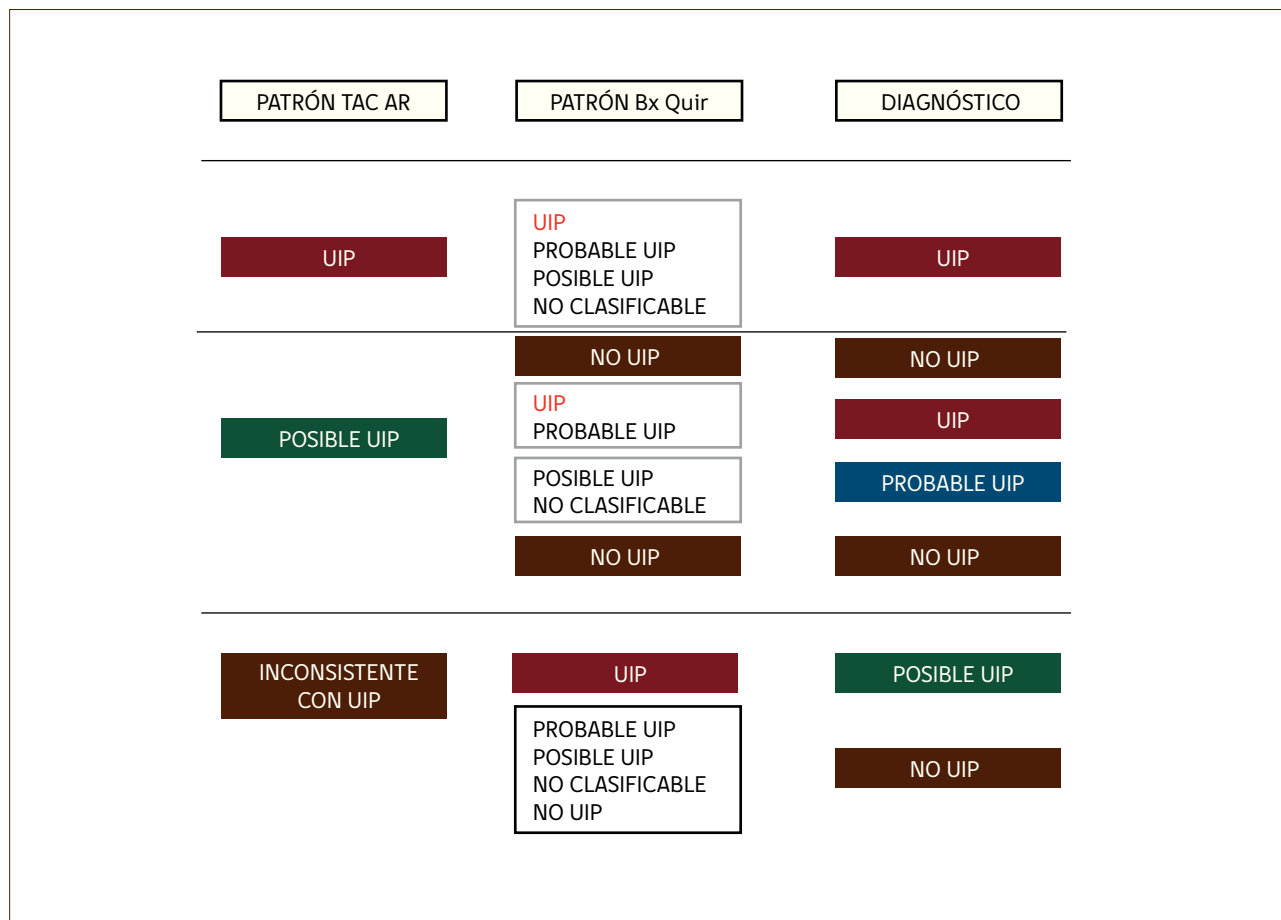 PATRÓN TAC AR
PATRÓN Bx Quir
DIAGNÓSTICO
UIP
UIP
PROBABLE UIP
POSIBLE UIP
NO CLASIFICABLE
UIP
NO UIP
NO UIP
POSIBLE UIP
UIP
PROBABLE UIP
UIP
POSIBLE UIP
NO CLASIFICABLE
PROBABLE UIP
NO UIP
NO UIP
INCONSISTENTE
CON UIP
UIP
POSIBLE UIP
PROBABLE UIP
POSIBLE UIP
NO CLASIFICABLE
NO UIP
NO UIP